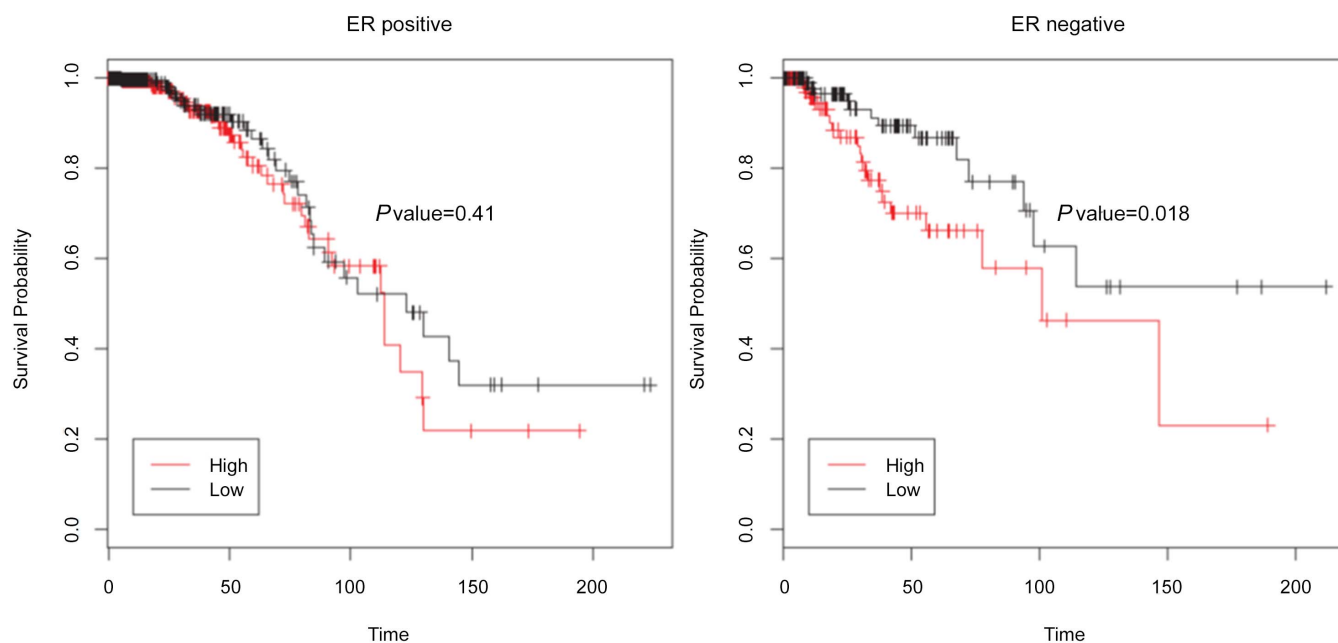 ER positive
Survival Probability
1.0
0.8
0.6
0.4
0.2
0.0
P value=0.41
High
Low
0 50 100 150 200
Time
ER negative
Survival Probability
1.0
0.8
0.6
0.4
0.2
0.0
P value=0.018
High
Low
0 50 100 150 200
Time